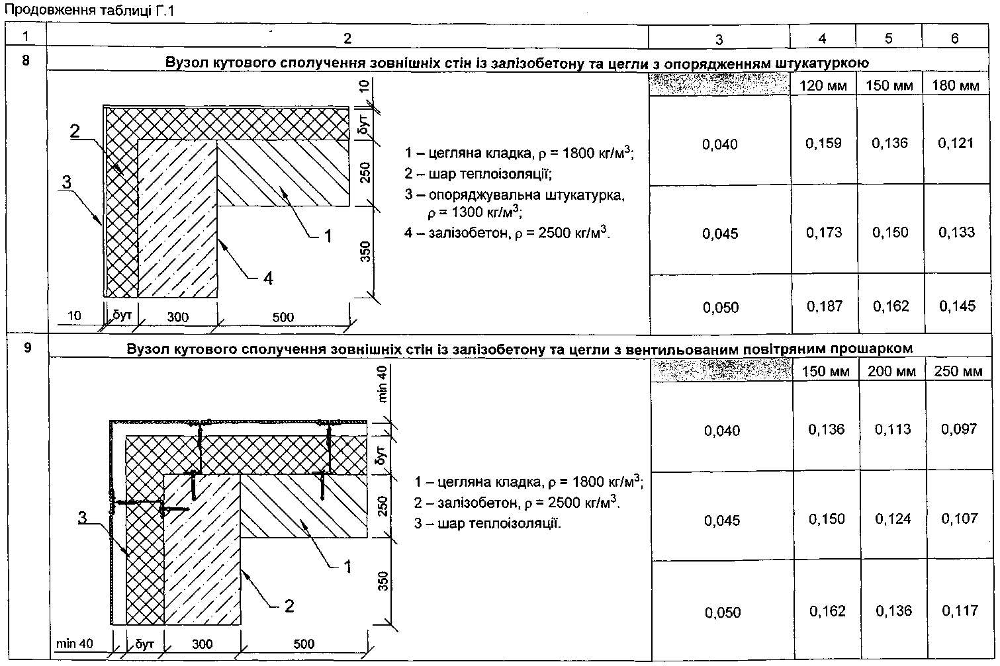 Продовження таблиці Г.1
1 2 3 4 5 6
8 Вузол кутового сполучення зовнішніх стін із залізобетону та цегли з опорядженням штукатуркою
120 мм 150 мм 180 мм
10
δут
250
350
2
3
1
4
10 δут 300 500
1 – цегляна кладка, ρ = 1800 кг/м³;
2 – шар теплоізоляції;
3 – опоряджувальна штукатурка,
ρ = 1300 кг/м³;
4 – залізобетон, ρ = 2500 кг/м³.
0,040 0,159 0,136 0,121
0,045 0,173 0,150 0,133
0,050 0,187 0,162 0,145
9 Вузол кутового сполучення зовнішніх стін із залізобетону та цегли з вентильованим повітряним прошарком
150 мм 200 мм 250 мм
min 40
δут
250
350
3
1
2
min 40 δут 300 500
1 – цегляна кладка, ρ = 1800 кг/м³;
2 – залізобетон, ρ = 2500 кг/м³.
3 – шар теплоізоляції.
0,040 0,136 0,113 0,097
0,045 0,150 0,124 0,107
0,050 0,162 0,136 0,117